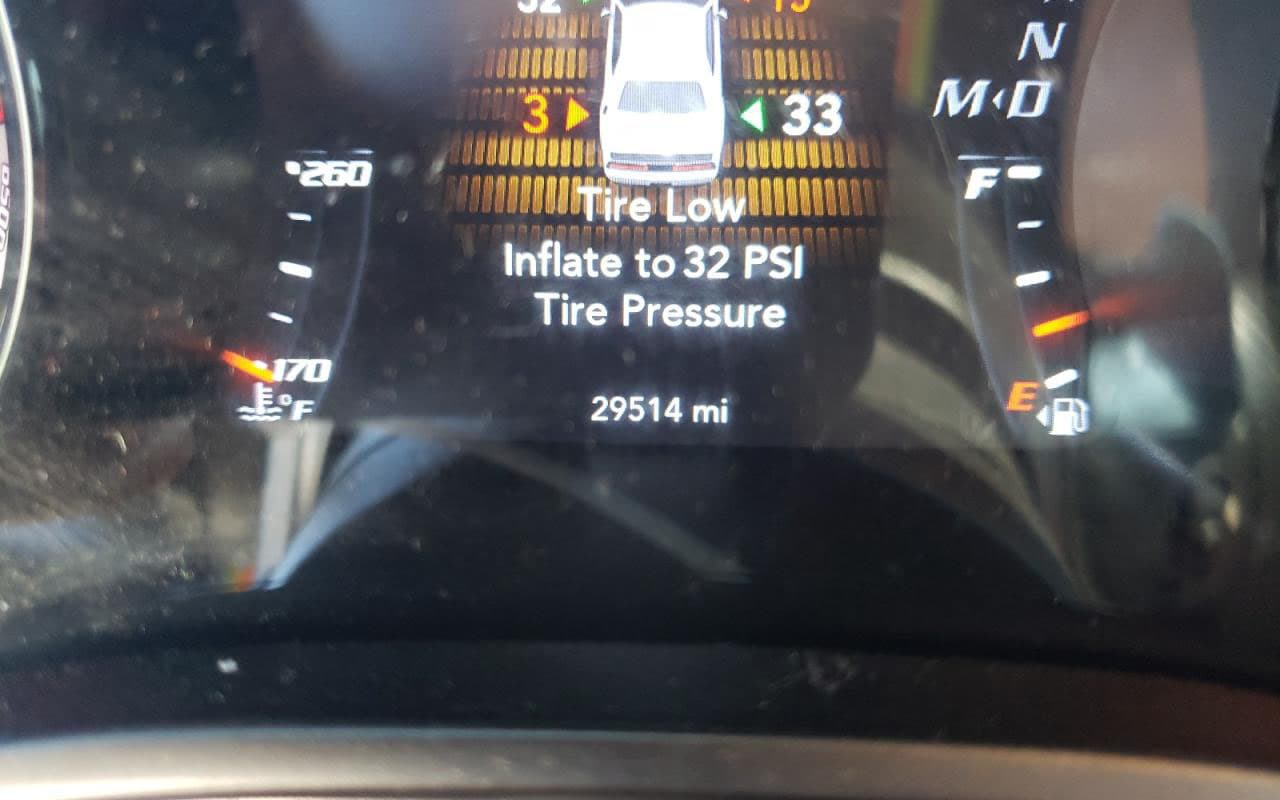 N
M D
3 33
260
F
Tire Low
Inflate to 32 PSI
Tire Pressure
170
°F
E
29514 mi